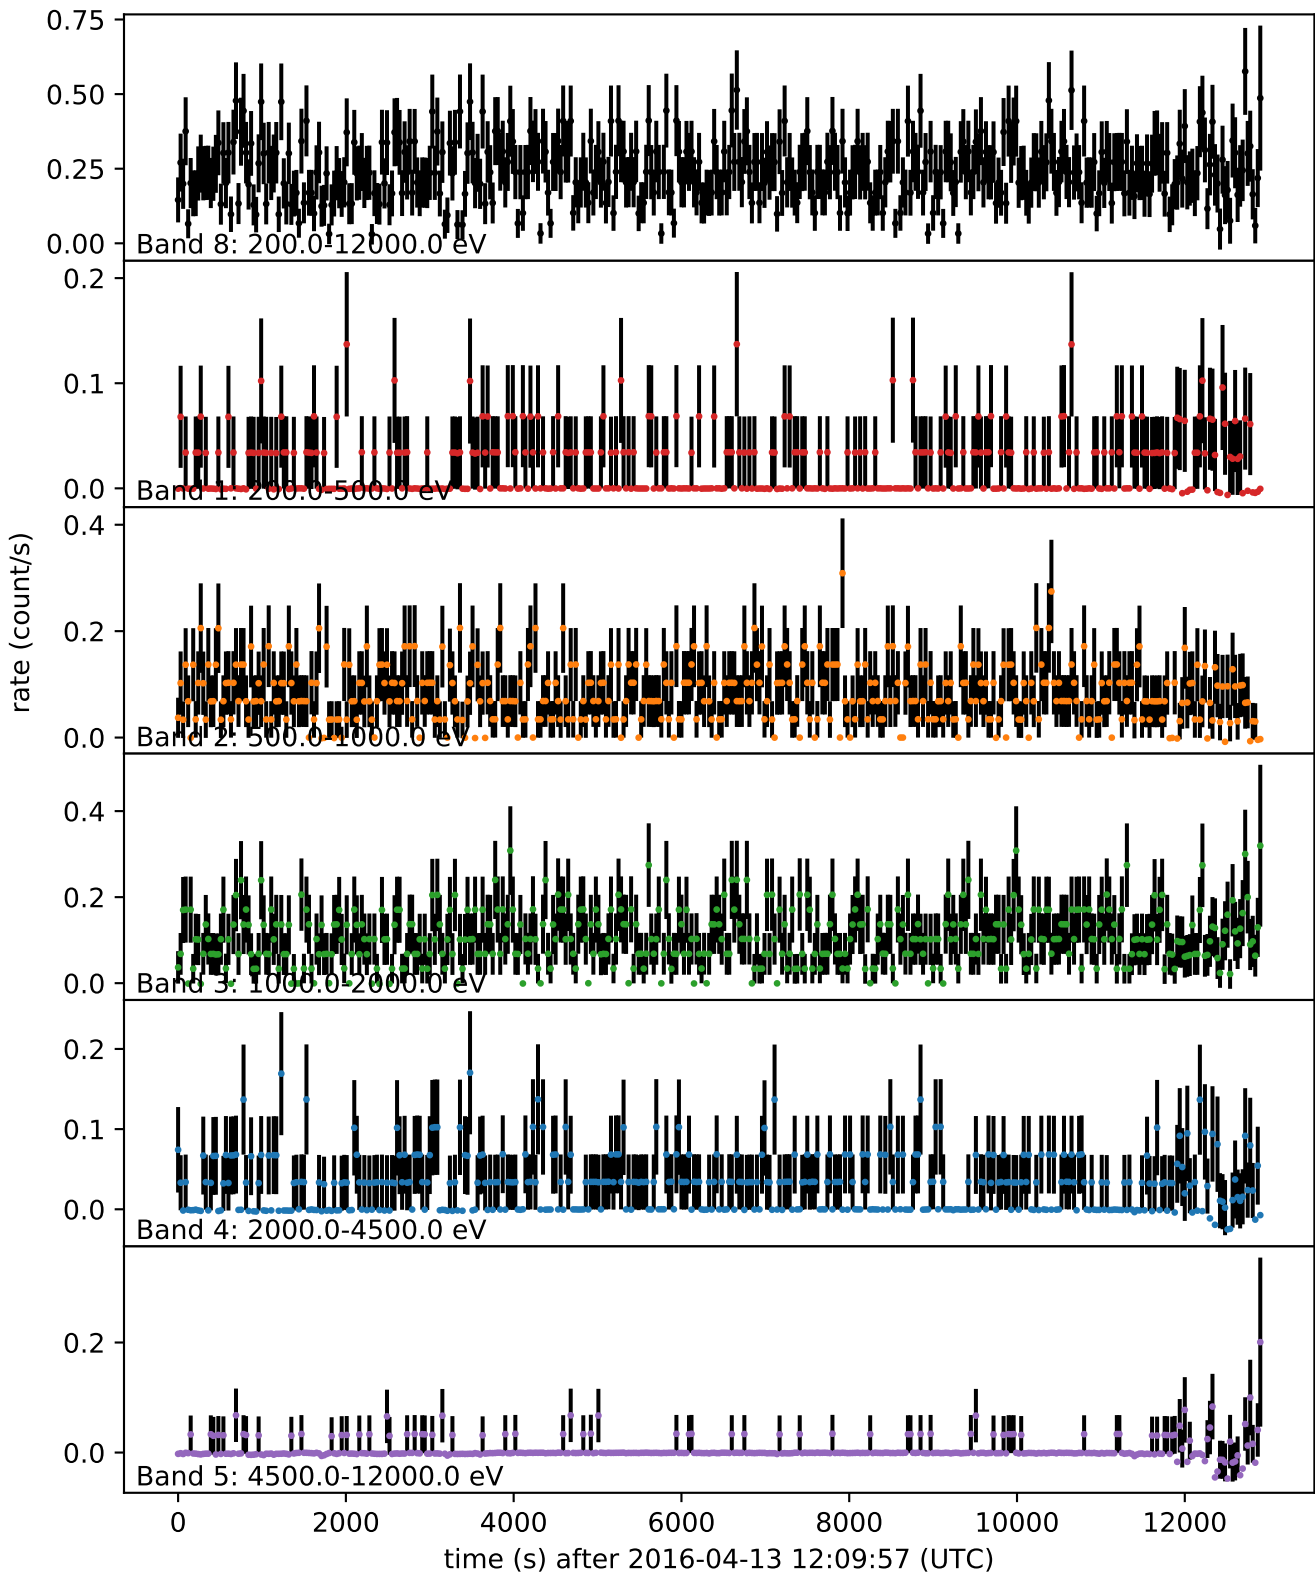 0.75
0.50
0.25
0.00
Band 8: 200.0-12000.0 eV
0.2
0.1
0.0
Band 1: 200.0-500.0 eV
0.4
0.2
0.0
Band 2: 500.0-1000.0 eV
rate (count/s)
0.4
0.2
0.0
Band 3: 1000.0-2000.0 eV
0.2
0.1
0.0
Band 4: 2000.0-4500.0 eV
0.2
0.0
Band 5: 4500.0-12000.0 eV
0 2000 4000 6000 8000 10000 12000
time (s) after 2016-04-13 12:09:57 (UTC)